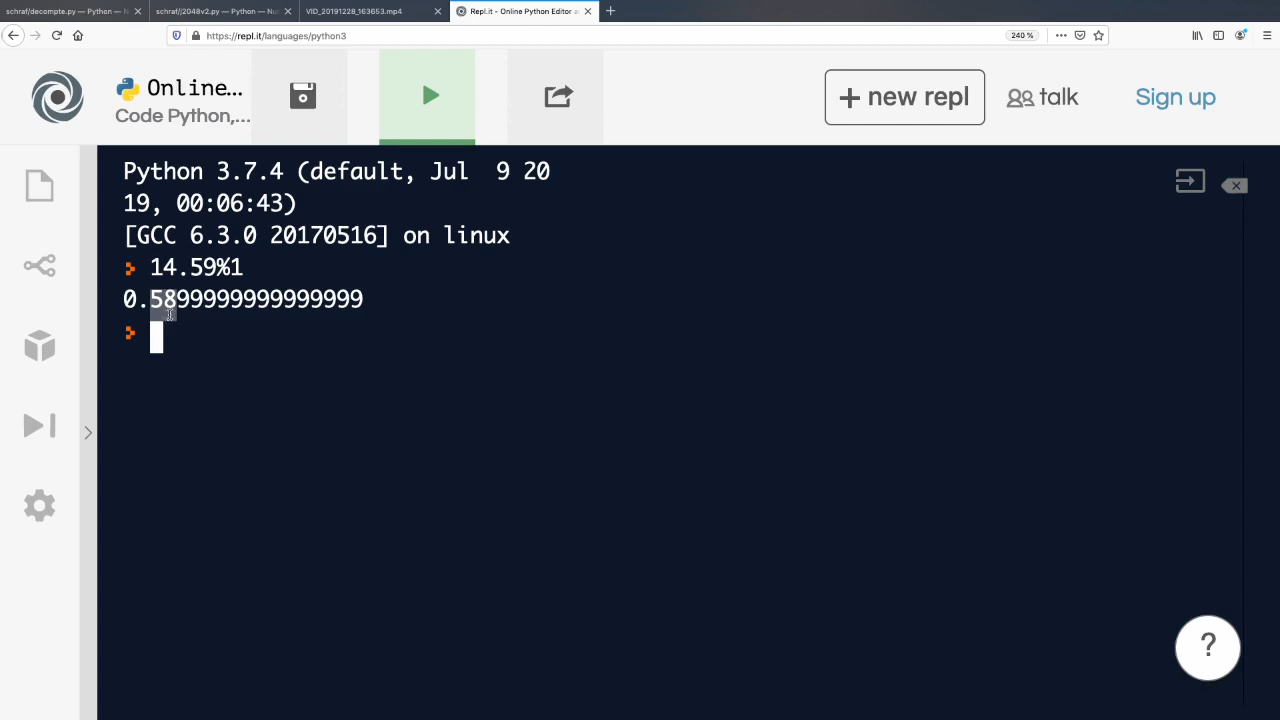 schraf/decompte.py — Python — N
schraf//2048v2.py — Python — Nu
VID_20191228_163653.mp4
Repl.it - Online Python Editor a
https://repl.it/languages/python3
240 %
Online...
Code Python,...
+ new repl
talk
Sign up
Python 3.7.4 (default, Jul  9 20
19, 00:06:43)
[GCC 6.3.0 20170516] on linux
14.59%1
0.5899999999999999
?